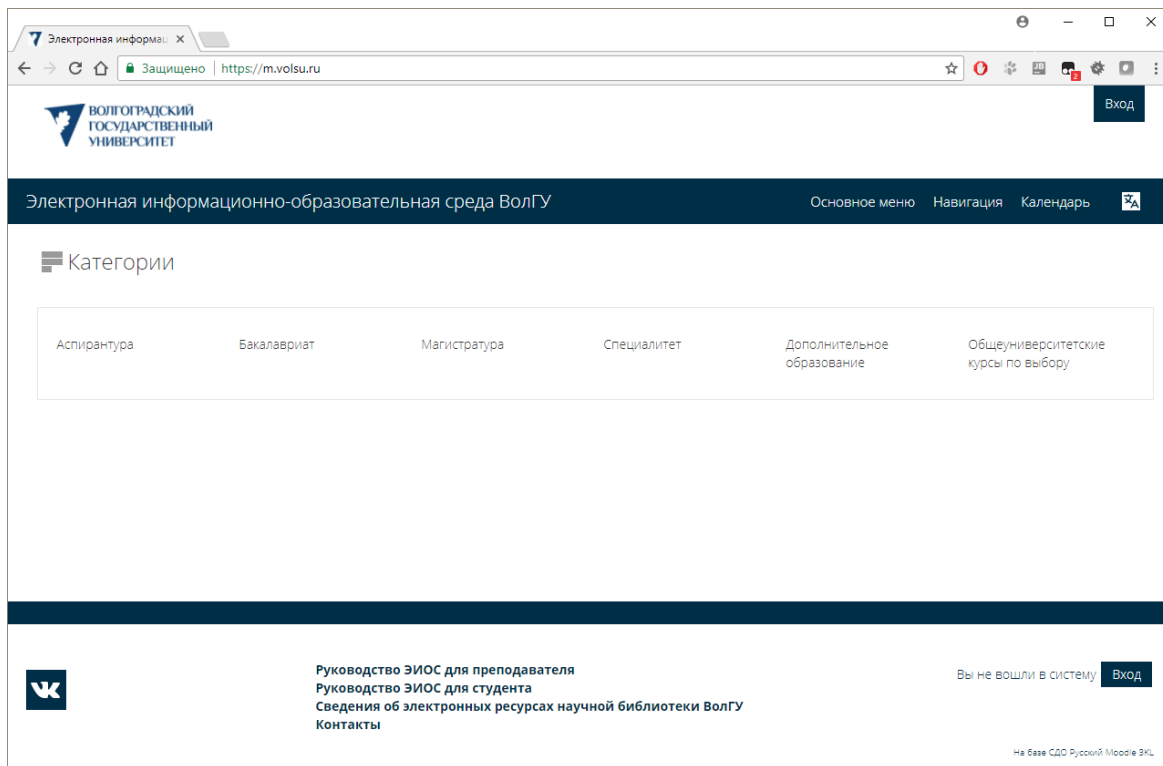 Электронная информац
Защищено https://m.volsu.ru
2
ВОЛГОГРАДСКИЙ
ГОСУДАРСТВЕННЫЙ
УНИВЕРСИТЕТ
Вход
Электронная информационно-образовательная среда ВолГУ
Основное меню Навигация Календарь
Категории
Аспирантура Бакалавриат Магистратура Специалитет Дополнительное Общеуниверситетские
образование курсы по выбору
Руководство ЭИОС для преподавателя
Руководство ЭИОС для студента
Сведения об электронных ресурсах научной библиотеки ВолГУ
Контакты
Вы не вошли в систему Вход
На базе СДО Русский Moodle 3KL